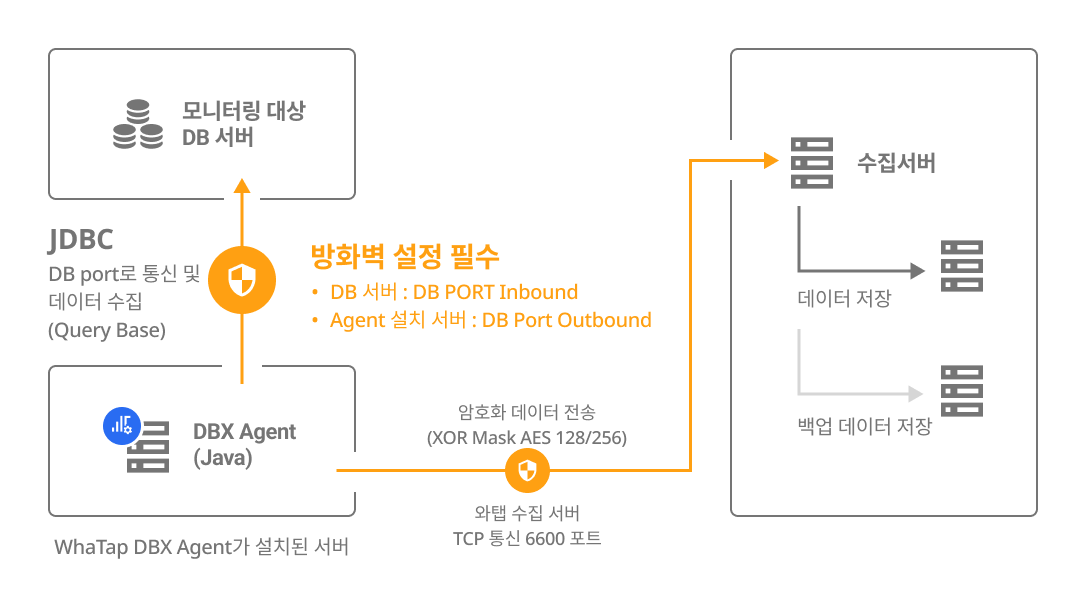 모니터링 대상
DB 서버
수집서버
JDBC
DB port로 통신 및
데이터 수집
(Query Base)
방화벽 설정 필수
• DB 서버 : DB PORT Inbound
• Agent 설치 서버 : DB Port Outbound
데이터 저장
백업 데이터 저장
DBX Agent
(Java)
암호화 데이터 전송
(XOR Mask AES 128/256)
와탭 수집 서버
TCP 통신 6600 포트
WhaTap DBX Agent가 설치된 서버